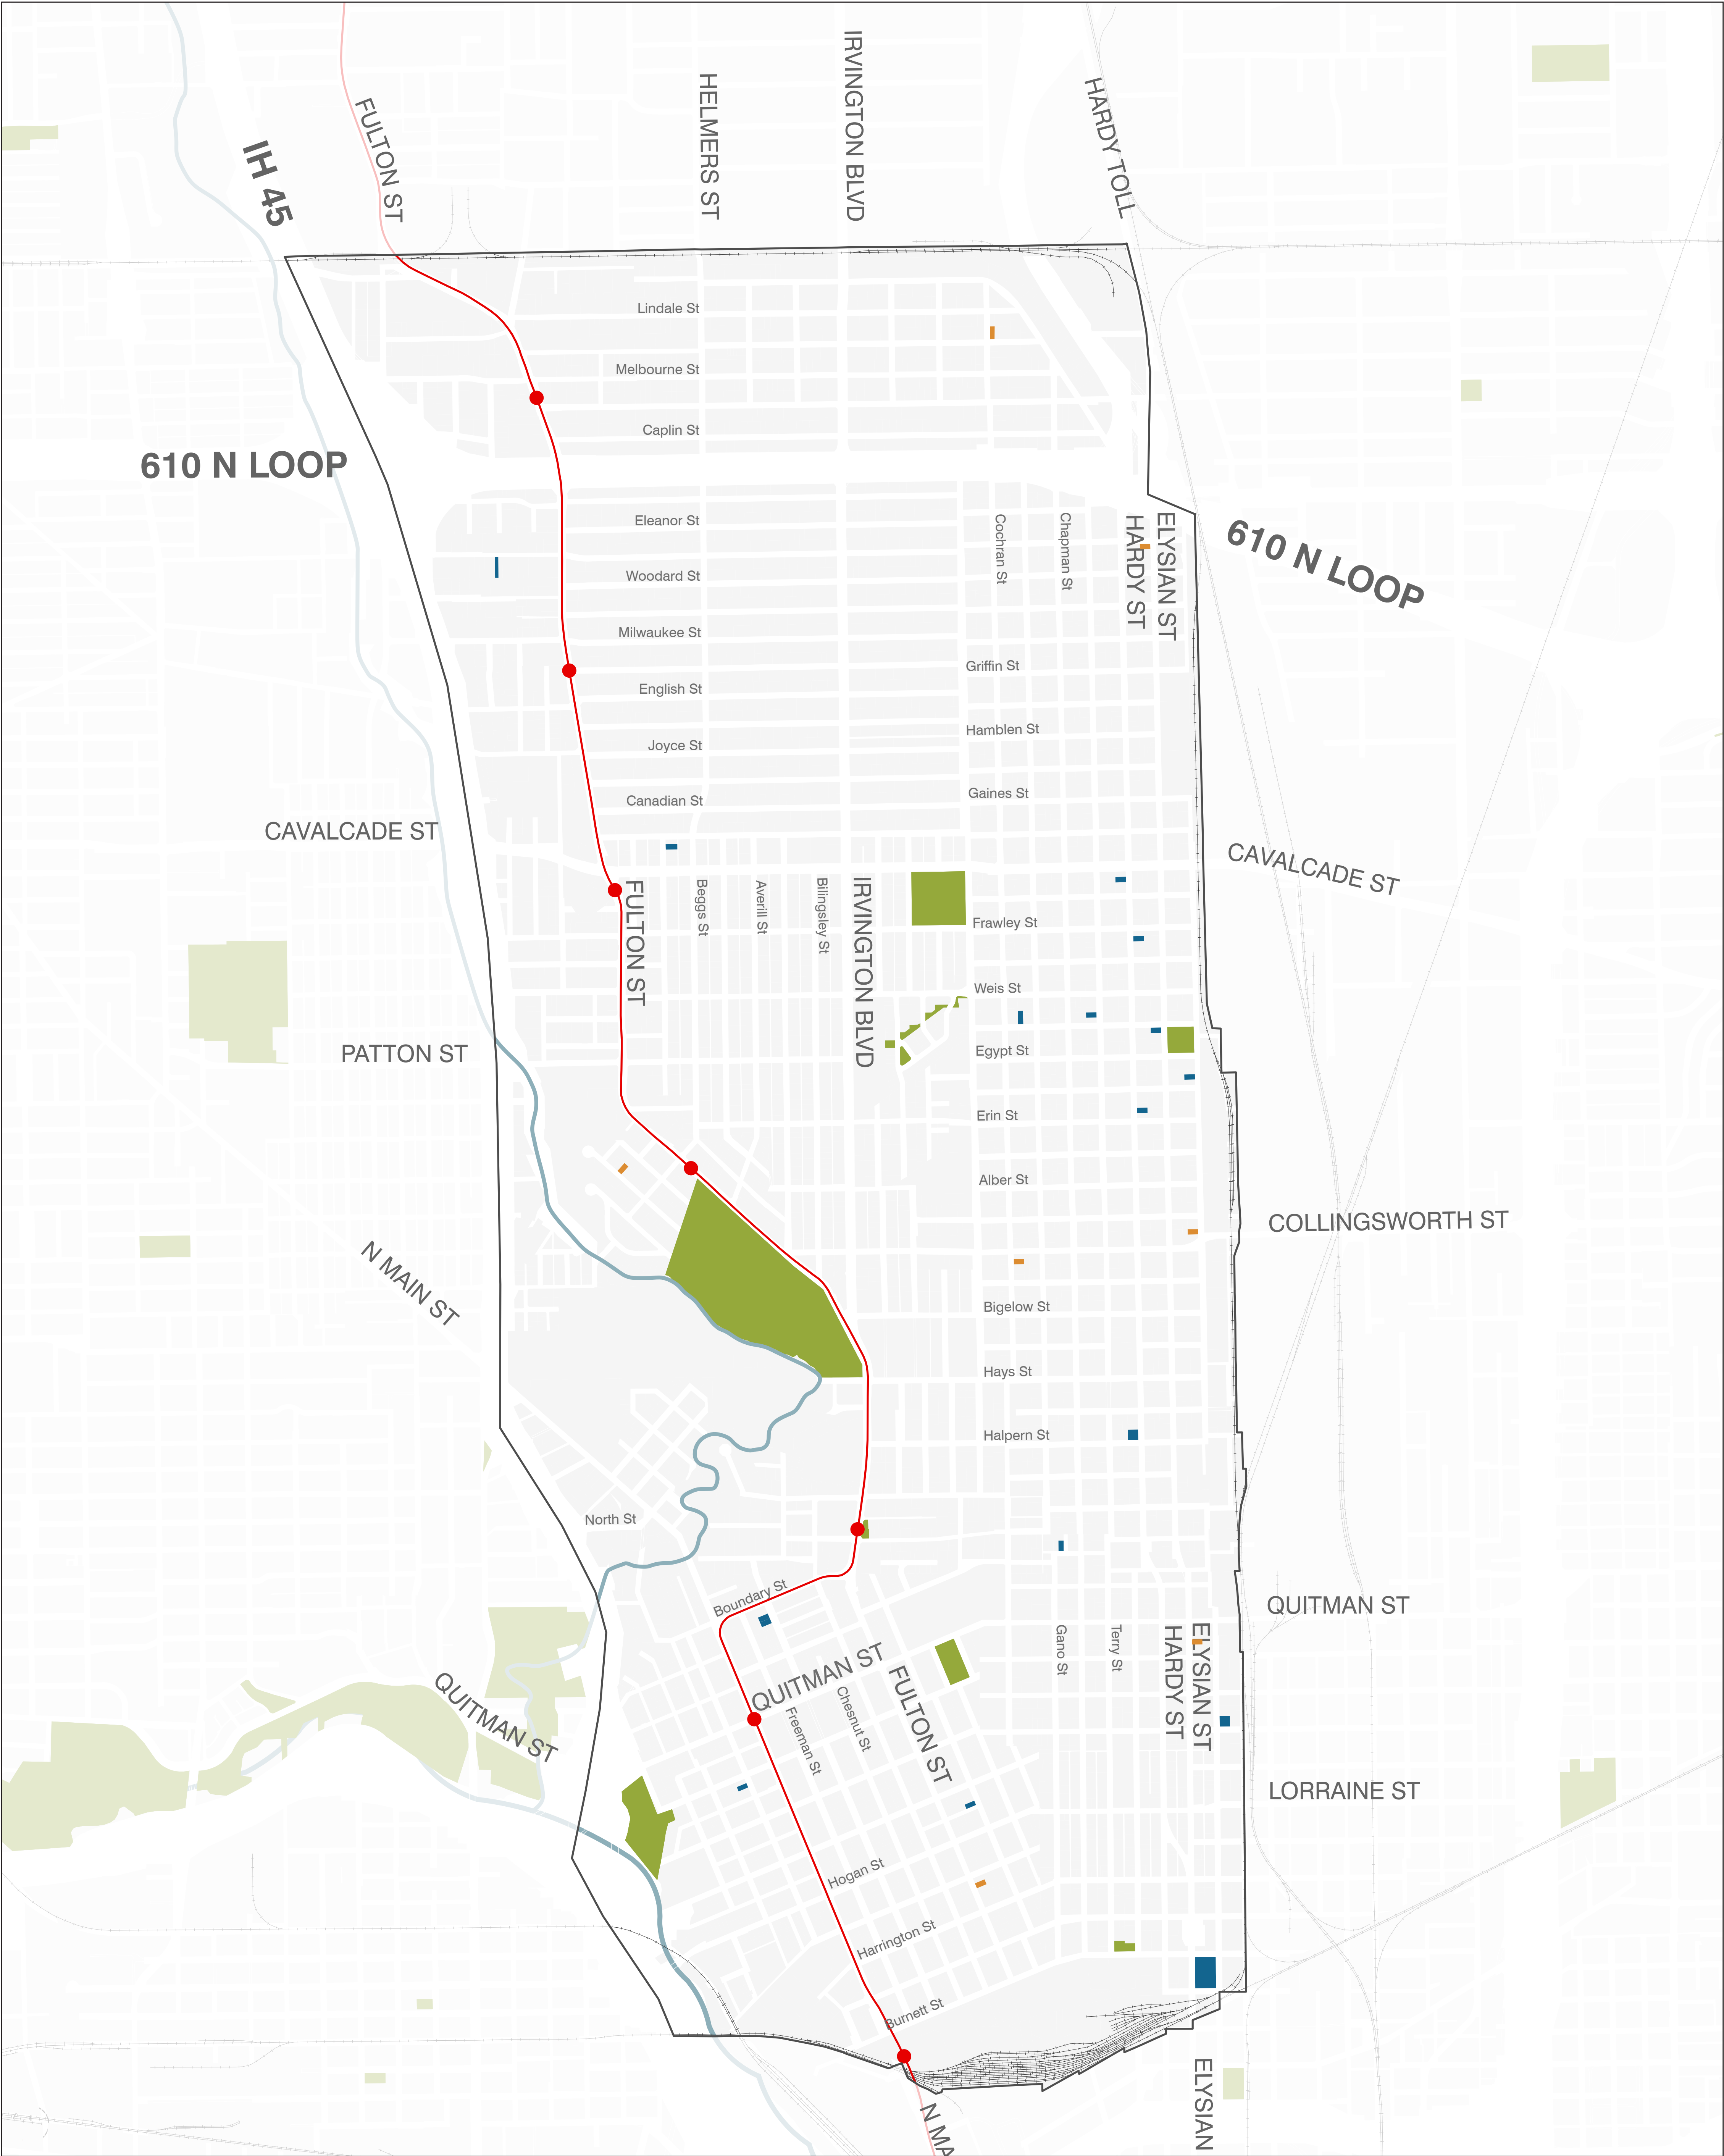 IRVINGTON BLVD
HELMERS ST
HARDY TOLL
FULTON ST
IH 45
Lindale St
Melbourne St
Caplin St
610 N LOOP
Eleanor St
Cochran St
Chapman St
HARDY ST
ELYSIAN ST
610 N LOOP
Woodard St
Milwaukee St
Griffin St
English St
Hamblen St
Joyce St
Gaines St
Canadian St
CAVALCADE ST
CAVALCADE ST
FULTON ST
Beggs St
Averill St
Bilingsley St
IRVINGTON BLVD
Frawley St
Weis St
PATTON ST
Egypt St
Erin St
Alber St
COLLINGSWORTH ST
N MAIN ST
Bigelow St
Hays St
Halpern St
North St
Boundary St
QUITMAN ST
QUITMAN ST
Gano St
Terry St
HARDY ST
ELYSIAN ST
QUITMAN ST
Freeman St
Chesnut St
FULTON ST
LORRAINE ST
Hogan St
Harrington St
Burnett St
ELYSIAN
N MA